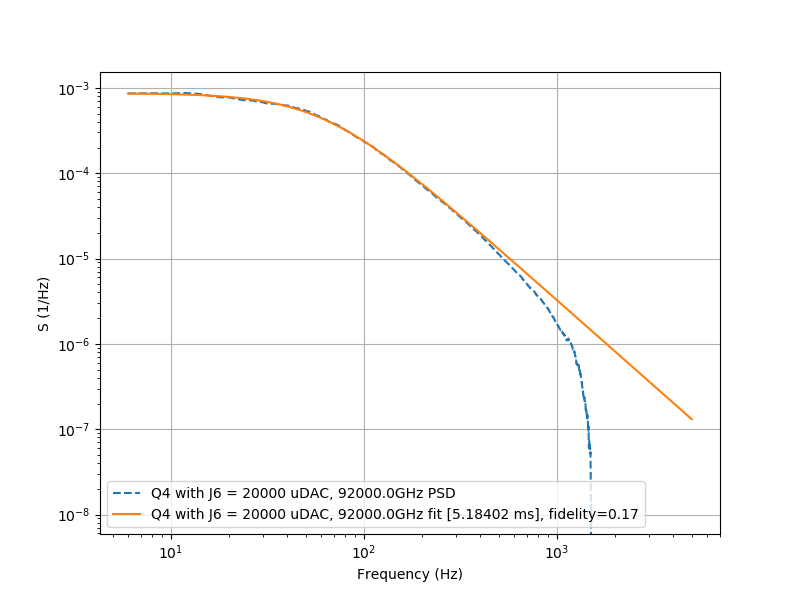 10⁻³
10⁻⁴
10⁻⁵
10⁻⁶
10⁻⁷
10⁻⁸
S (1/Hz)
Q4 with J6 = 20000 uDAC, 92000.0GHz PSD
Q4 with J6 = 20000 uDAC, 92000.0GHz fit [5.18402 ms], fidelity=0.17
10¹
10²
10³
Frequency (Hz)